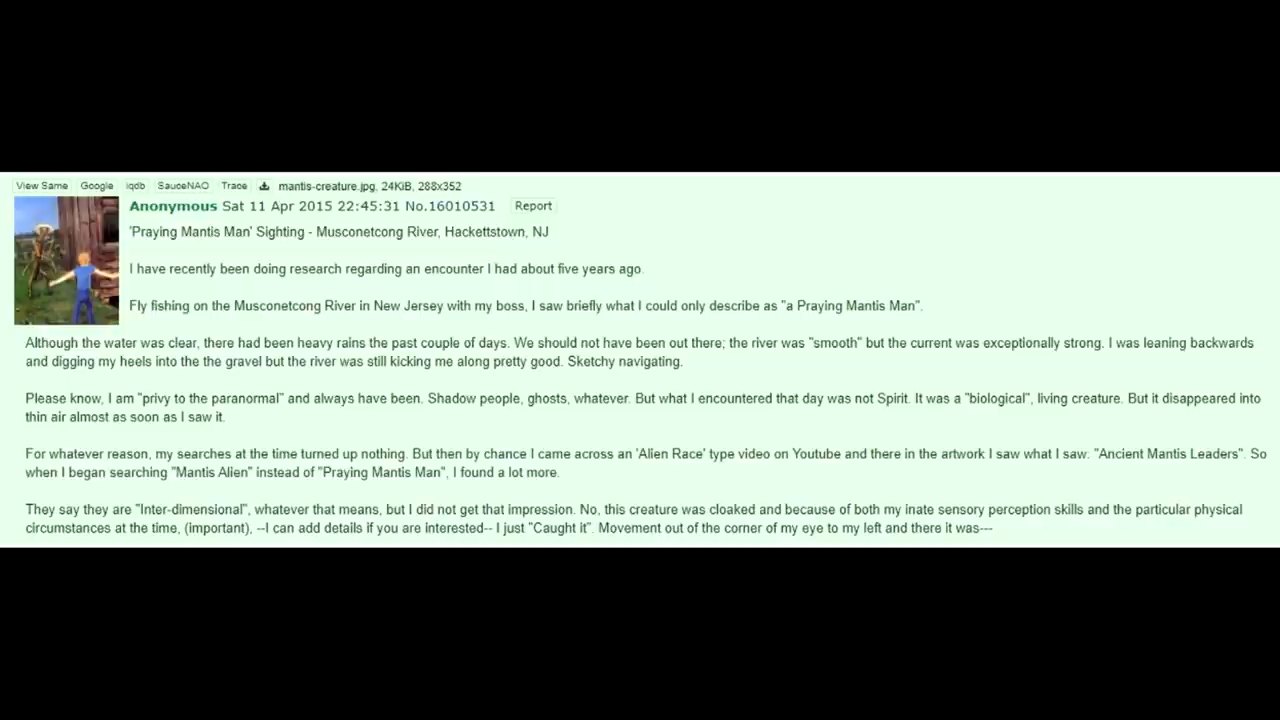 View Same Google iqdb SauceNAO Trace mantis-creature.jpg, 24KiB, 288x352
Anonymous Sat 11 Apr 2015 22:45:31 No.16010531 Report
'Praying Mantis Man' Sighting - Musconetcong River, Hackettstown, NJ
I have recently been doing research regarding an encounter I had about five years ago.
Fly fishing on the Musconetcong River in New Jersey with my boss, I saw briefly what I could only describe as "a Praying Mantis Man".
Although the water was clear, there had been heavy rains the past couple of days. We should not have been out there; the river was "smooth" but the current was exceptionally strong. I was leaning backwards
and digging my heels into the the gravel but the river was still kicking me along pretty good. Sketchy navigating.
Please know, I am "privy to the paranormal" and always have been. Shadow people, ghosts, whatever. But what I encountered that day was not Spirit. It was a "biological", living creature. But it disappeared into
thin air almost as soon as I saw it.
For whatever reason, my searches at the time turned up nothing. But then by chance I came across an 'Alien Race' type video on Youtube and there in the artwork I saw what I saw: "Ancient Mantis Leaders". So
when I began searching "Mantis Alien" instead of "Praying Mantis Man", I found a lot more.
They say they are "Inter-dimensional", whatever that means, but I did not get that impression. No, this creature was cloaked and because of both my inate sensory perception skills and the particular physical
circumstances at the time, (important), --I can add details if you are interested-- I just "Caught it". Movement out of the corner of my eye to my left and there it was---